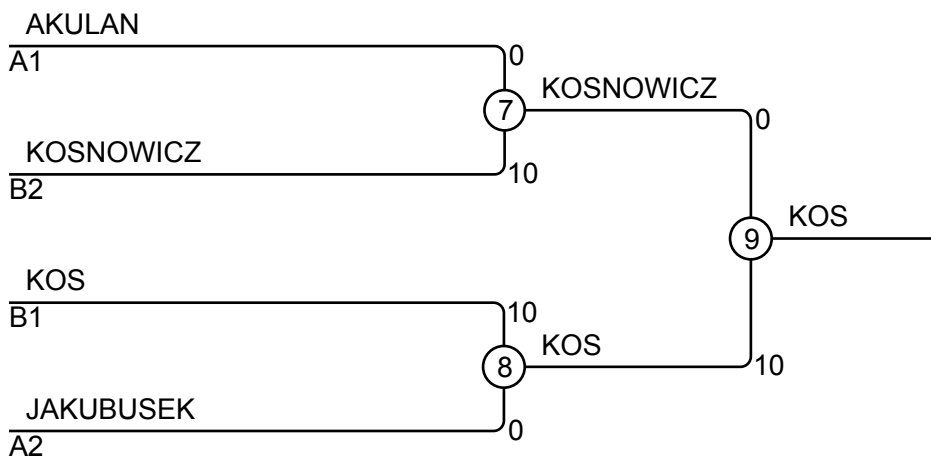 AKULAN
A1
0
7
KOSNOWICZ
0
KOSNOWICZ
B2
10
9
KOS
KOS
B1
10
8
KOS
10
JAKUBUSEK
A2
0